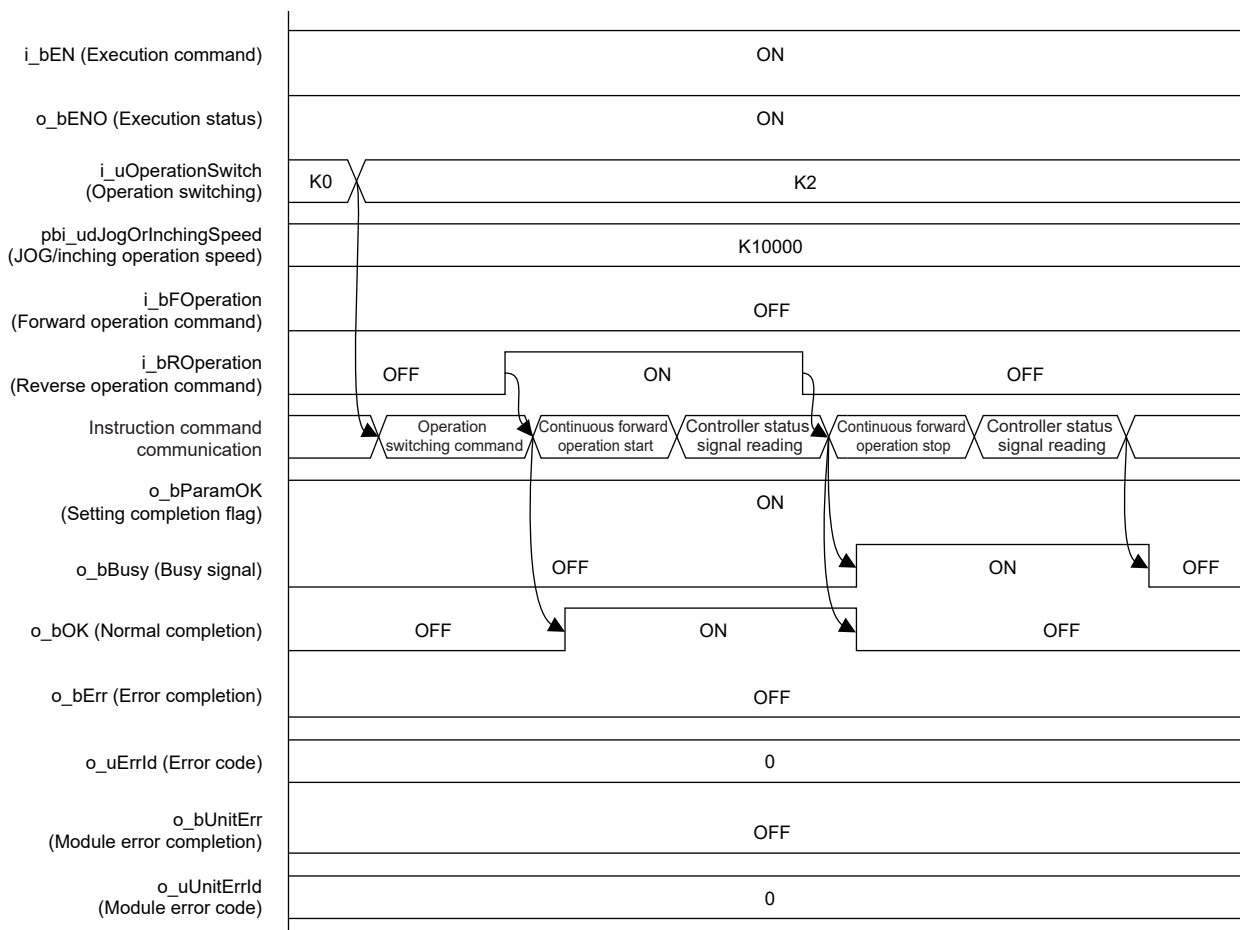 i_bEN (Execution command)
ON
o_bENO (Execution status)
ON
i_uOperationSwitch
(Operation switching)
K0
K2
pbi_udJogOrInchingSpeed
(JOG/inching operation speed)
K10000
i_bFOperation
(Forward operation command)
OFF
i_bROperation
(Reverse operation command)
OFF
ON
OFF
Instruction command
communication
Operation
switching command
Continuous forward
operation start
Controller status
signal reading
Continuous forward
operation stop
Controller status
signal reading
o_bParamOK
(Setting completion flag)
ON
o_bBusy (Busy signal)
OFF
ON
OFF
o_bOK (Normal completion)
OFF
ON
OFF
o_bErr (Error completion)
OFF
o_uErrId (Error code)
0
o_bUnitErr
(Module error completion)
OFF
o_uUnitErrId
(Module error code)
0